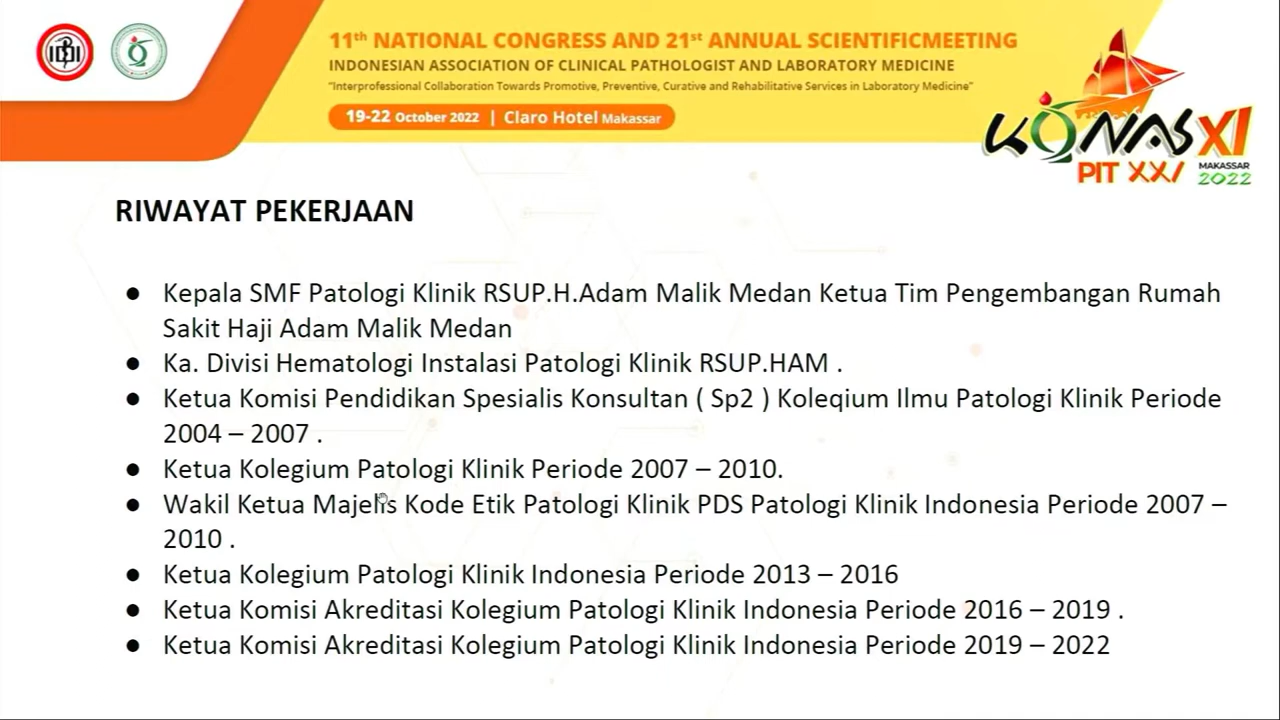 11th NATIONAL CONGRESS AND 21st ANNUAL SCIENTIFICMEETING
INDONESIAN ASSOCIATION OF CLINICAL PATHOLOGIST AND LABORATORY MEDICINE
"Interprofessional Collaboration Towards Promotive, Preventive, Curative and Rehabilitative Services in Laboratory Medicine"
19-22 October 2022 | Claro Hotel Makassar
KONAS XI
PIT XXI
MAKASSAR
2022
RIWAYAT PEKERJAAN
● Kepala SMF Patologi Klinik RSUP.H.Adam Malik Medan Ketua Tim Pengembangan Rumah
Sakit Haji Adam Malik Medan
● Ka. Divisi Hematologi Instalasi Patologi Klinik RSUP.HAM .
● Ketua Komisi Pendidikan Spesialis Konsultan ( Sp2 ) Koleqium Ilmu Patologi Klinik Periode
2004 – 2007 .
● Ketua Kolegium Patologi Klinik Periode 2007 – 2010.
● Wakil Ketua Majelis Kode Etik Patologi Klinik PDS Patologi Klinik Indonesia Periode 2007 –
2010 .
● Ketua Kolegium Patologi Klinik Indonesia Periode 2013 – 2016
● Ketua Komisi Akreditasi Kolegium Patologi Klinik Indonesia Periode 2016 – 2019 .
● Ketua Komisi Akreditasi Kolegium Patologi Klinik Indonesia Periode 2019 – 2022